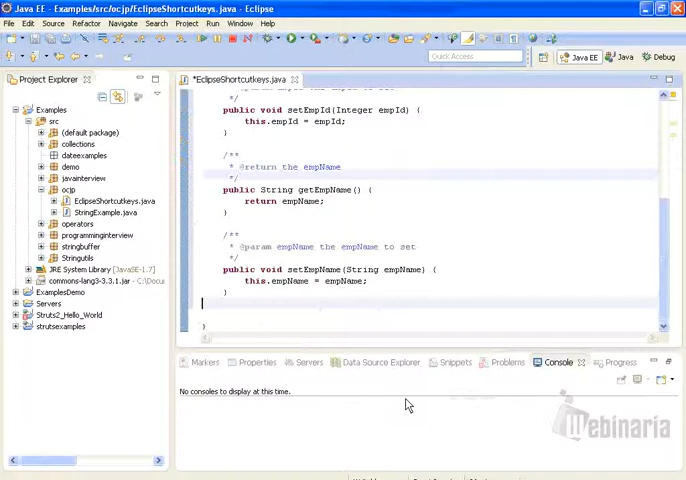 Java EE - Examples/src/ocjp/EclipseShortcutkeys.java - Eclipse
File Edit Source Refactor Navigate Search Project Run Window Help
Quick Access
Java EE Java Debug
Project Explorer
Examples
src
(default package)
collections
dateexamples
demo
javainterview
ocjp
EclipseShortcutkeys.java
StringExample.java
operators
programminginterview
stringbuffer
Stringutils
JRE System Library [JavaSE-1.7]
commons-lang3-3.3.1.jar - C:\Docu
ExamplesDemo
Servers
Struts2_Hello_World
strutsexamples
*EclipseShortcutkeys.java
*/
public void setEmpId(Integer empId) {
this.empId = empId;
}
/**
* @return the empName
*/
public String getEmpName() {
return empName;
}
/**
* @param empName the empName to set
*/
public void setEmpName(String empName) {
this.empName = empName;
}
}
Markers Properties Servers Data Source Explorer Snippets Problems Console Progress
No consoles to display at this time.
Webinaria